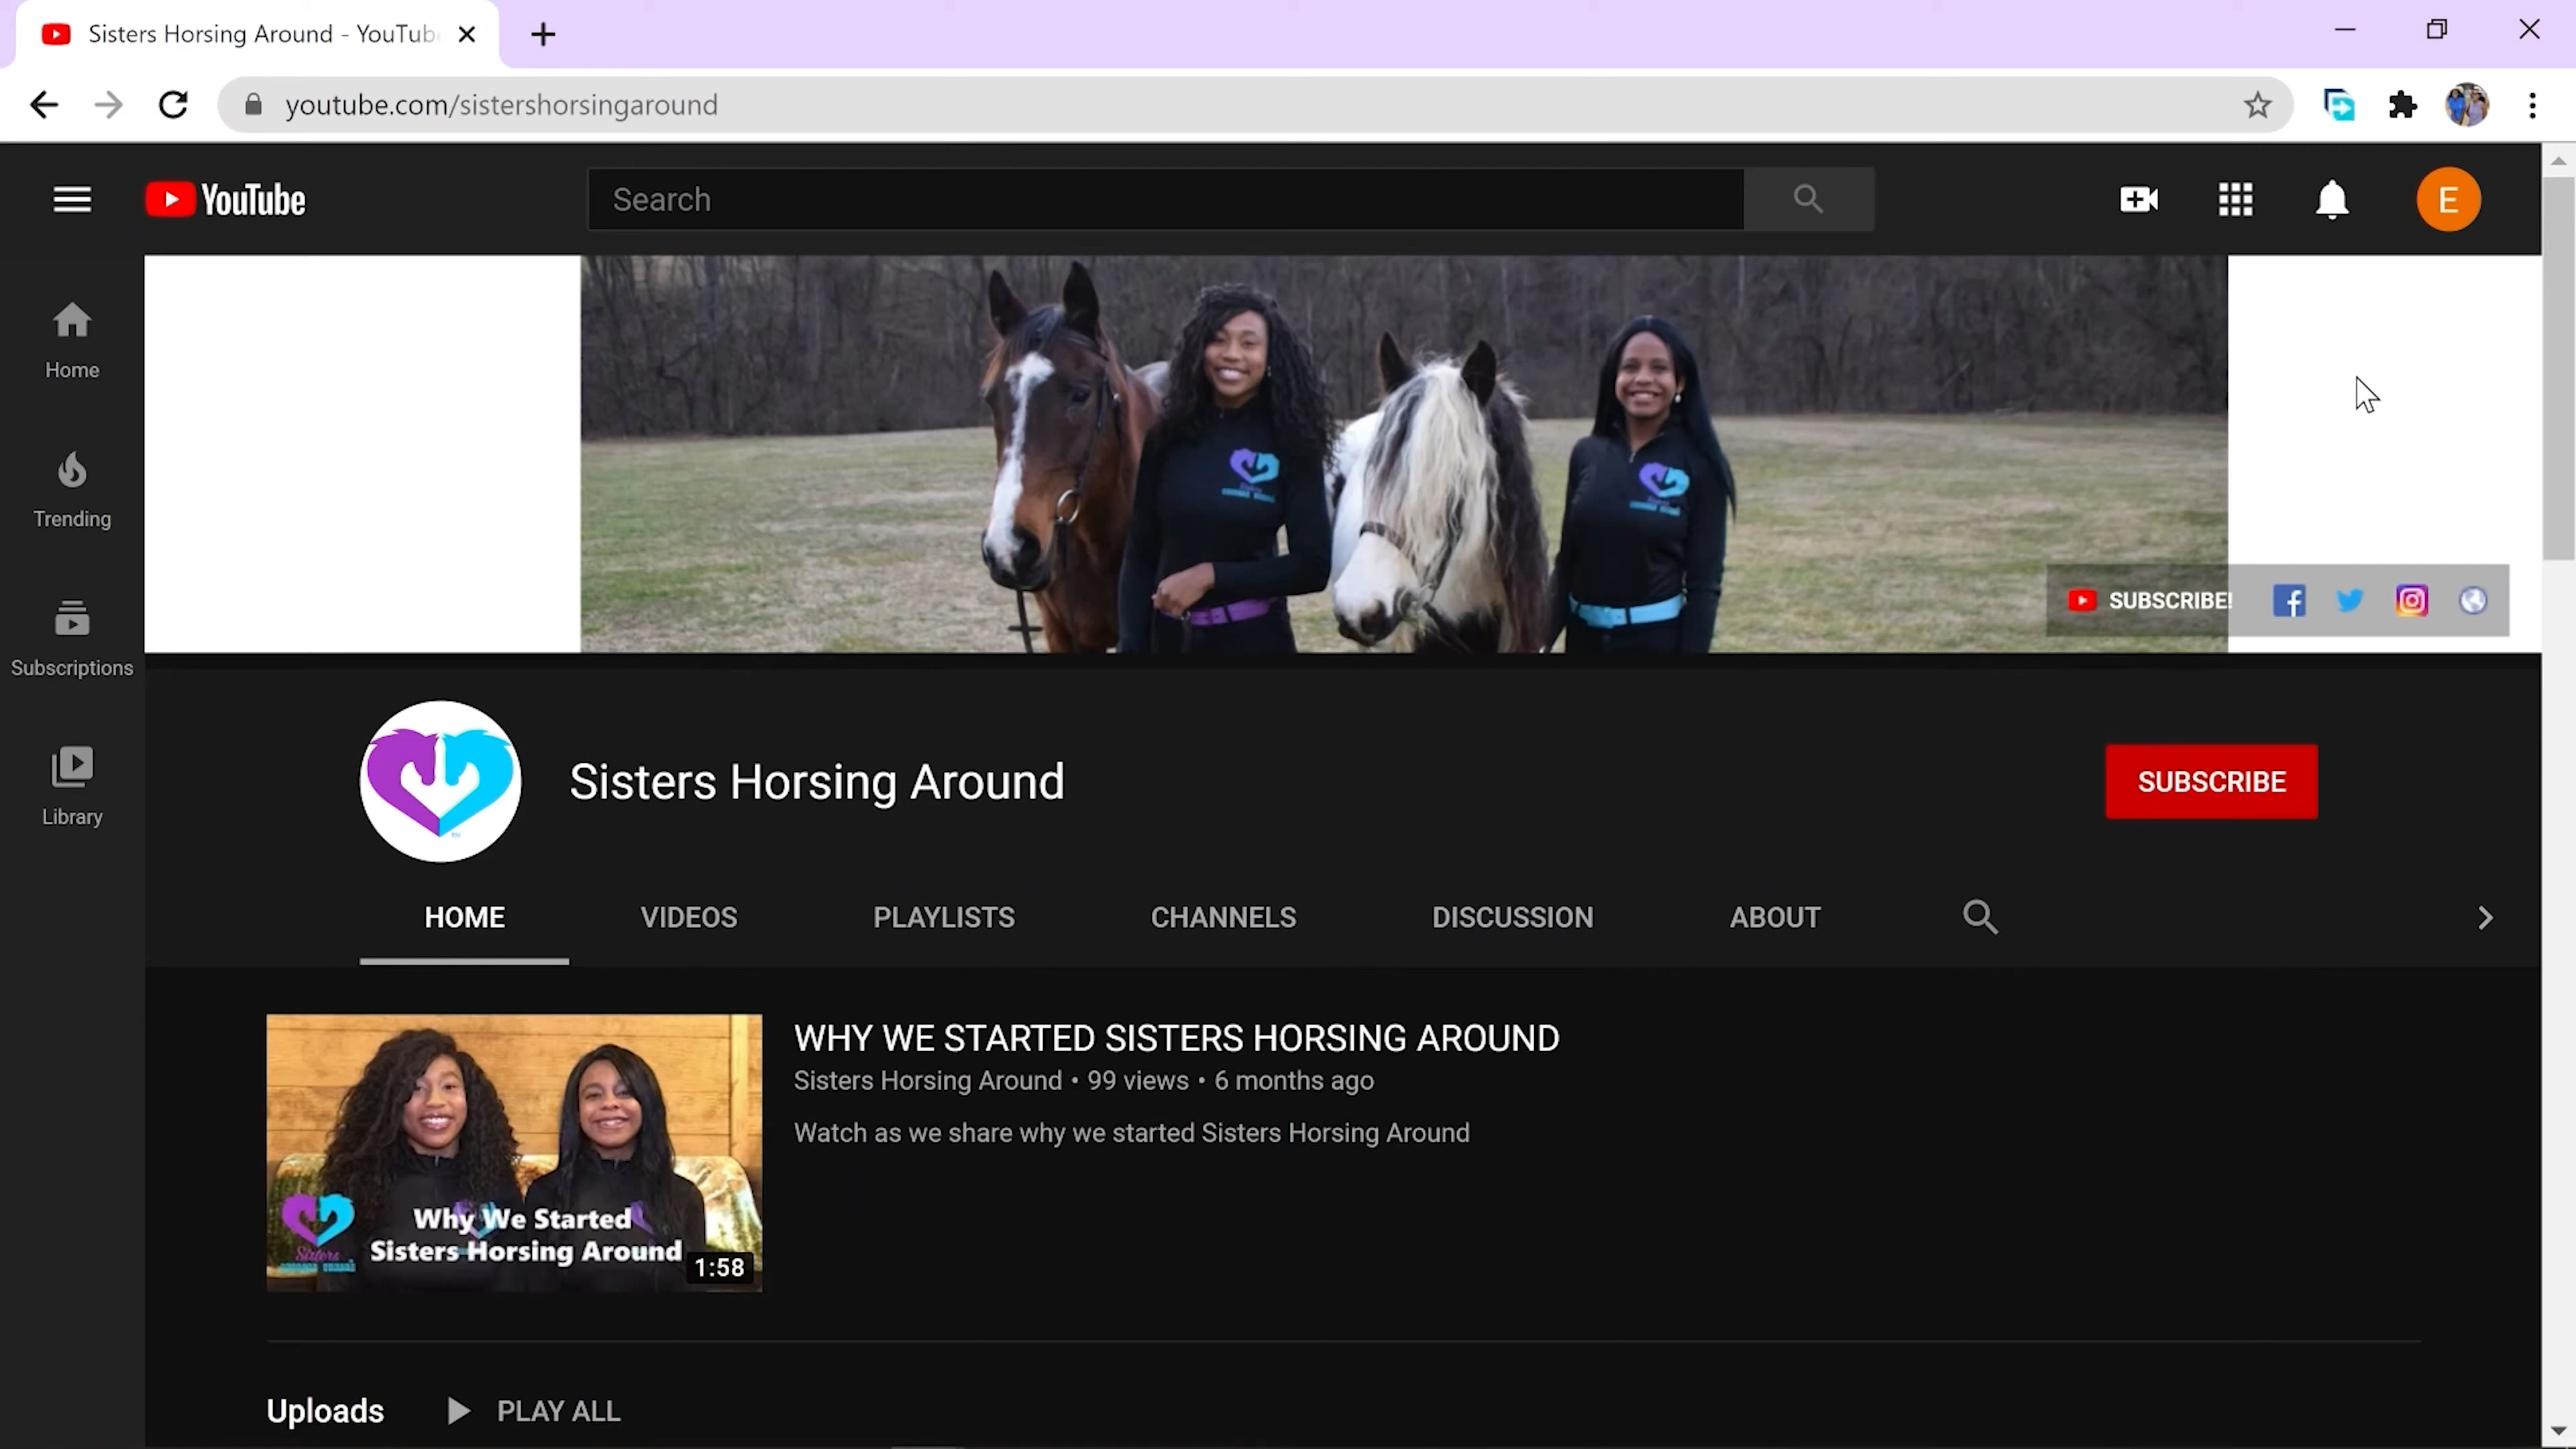 Sisters Horsing Around - YouTub
youtube.com/sistershorsingaround
YouTube
Search
E
Home
Trending
Subscriptions
Library
SUBSCRIBE!
Sisters Horsing Around
SUBSCRIBE
HOME VIDEOS PLAYLISTS CHANNELS DISCUSSION ABOUT
WHY WE STARTED SISTERS HORSING AROUND
Sisters Horsing Around • 99 views • 6 months ago
Watch as we share why we started Sisters Horsing Around
Why We Started
Sisters Horsing Around
Sisters
1:58
Uploads PLAY ALL